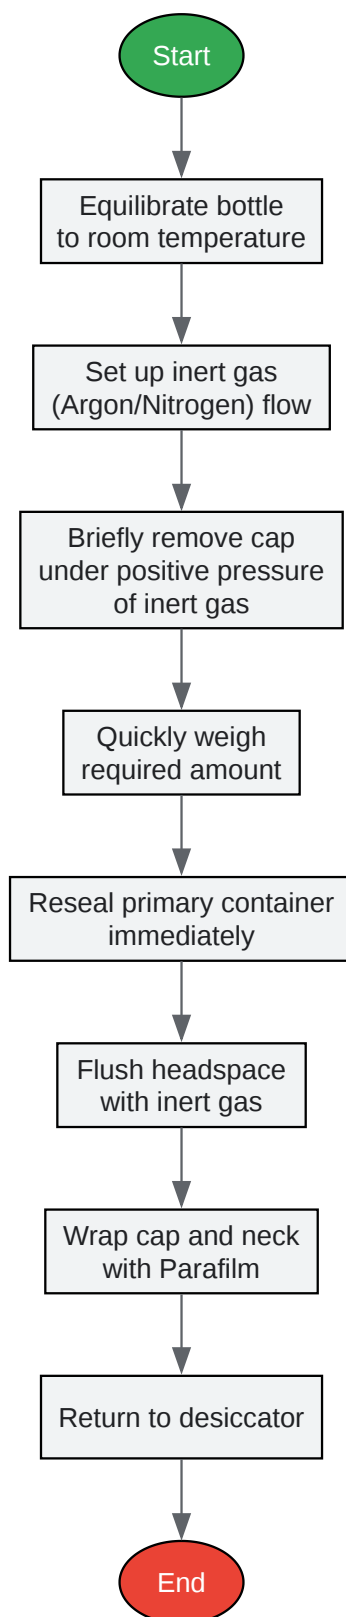 Start
Equilibrate bottle
to room temperature
Set up inert gas
(Argon/Nitrogen) flow
Briefly remove cap
under positive pressure
of inert gas
Quickly weigh
required amount
Reseal primary container
immediately
Flush headspace
with inert gas
Wrap cap and neck
with Parafilm
Return to desiccator
End